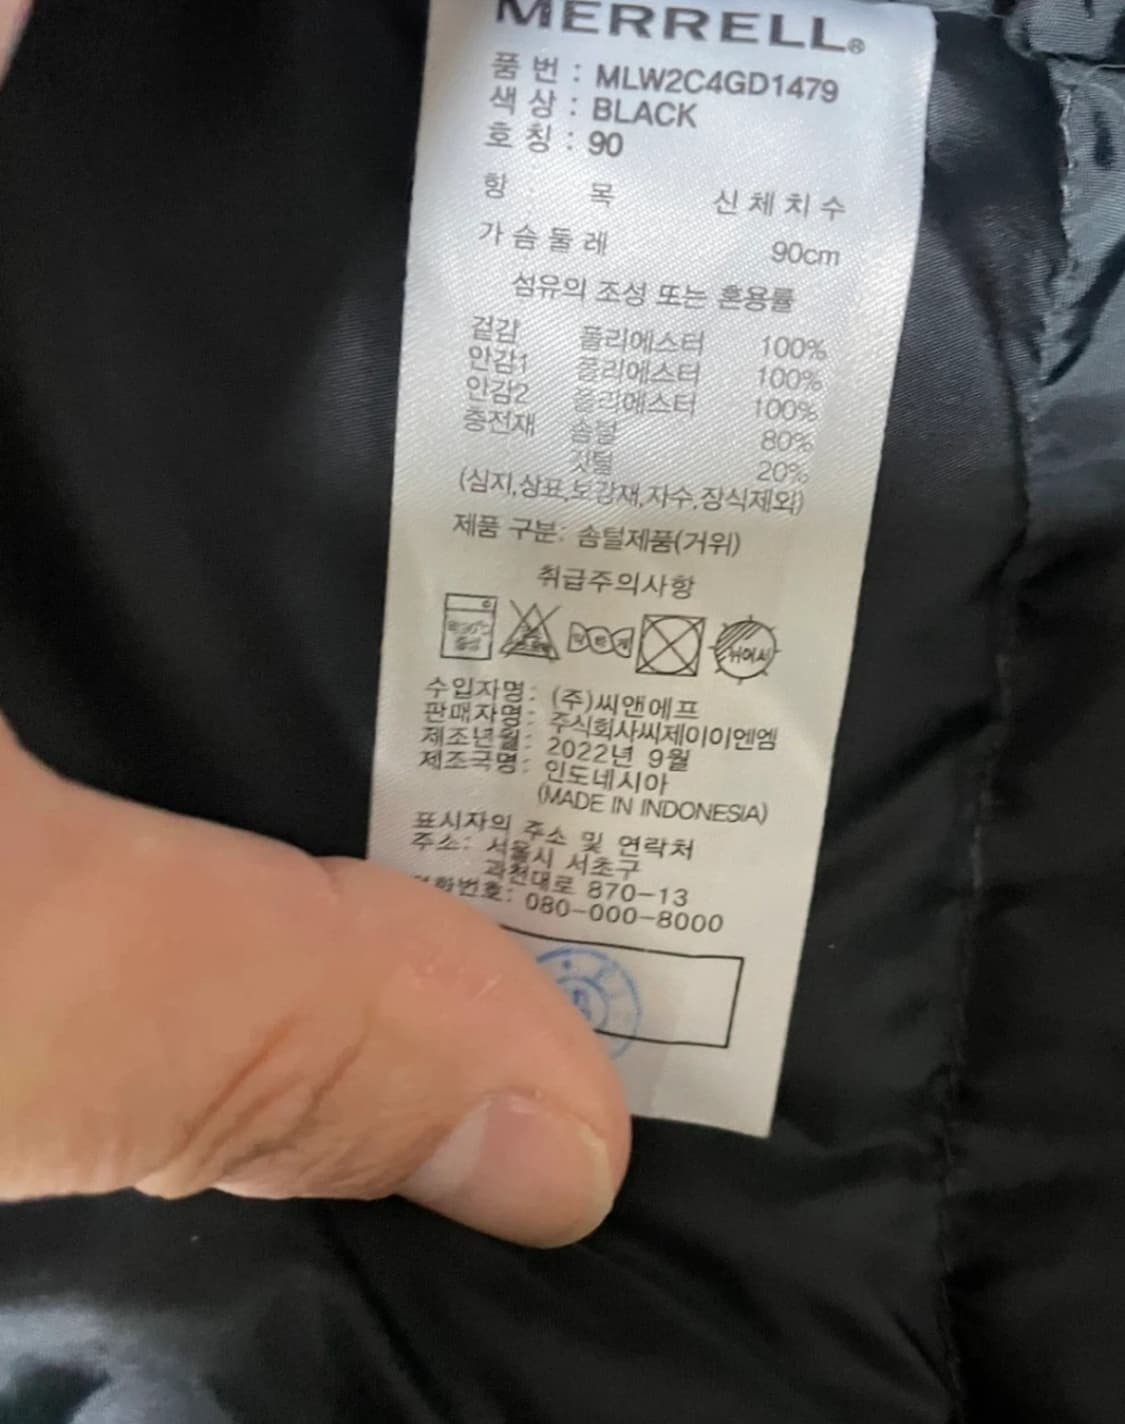 MERRELL®
품 번 : MLW2C4GD1479
색 상 : BLACK
호 칭 : 90
항 목 신 체 치 수
가 슴 둘 레 90cm
섬유의 조성 또는 혼용률
겉감 폴리에스터 100%
안감1 폴리에스터 100%
안감2 폴리에스터 100%
충전재 솜털 80%
깃털 20%
(심지,상표,보강재,자수,장식제외)
제품 구분: 솜털제품(거위)
취급주의사항
뉘어서
수입자명: (주)씨앤에프
판매자명: 주식회사씨제이이엔엠
제조년월: 2022년 9월
제조국명: 인도네시아
(MADE IN INDONESIA)
표시자의 주소 및 연락처
주소: 서울시 서초구
과천대로 870-13
화번호: 080-000-8000